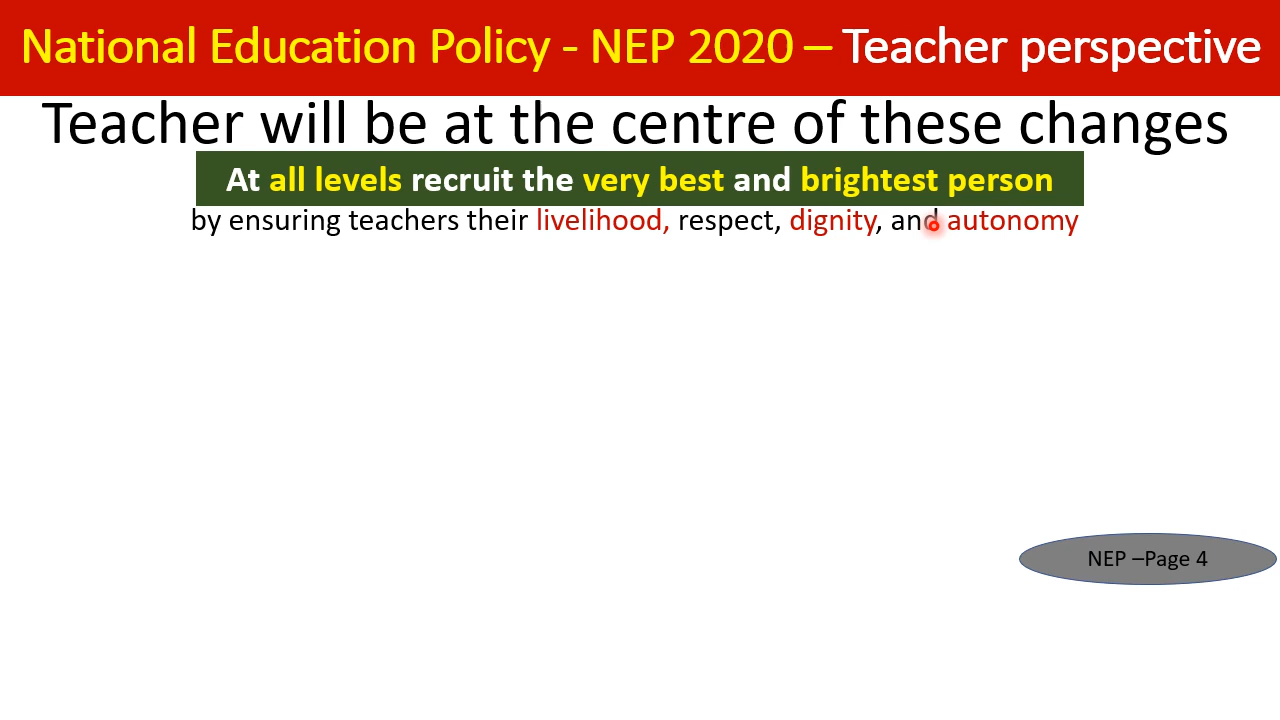 National Education Policy - NEP 2020 – Teacher perspective
Teacher will be at the centre of these changes
At all levels recruit the very best and brightest person
by ensuring teachers their livelihood, respect, dignity, and autonomy
NEP –Page 4